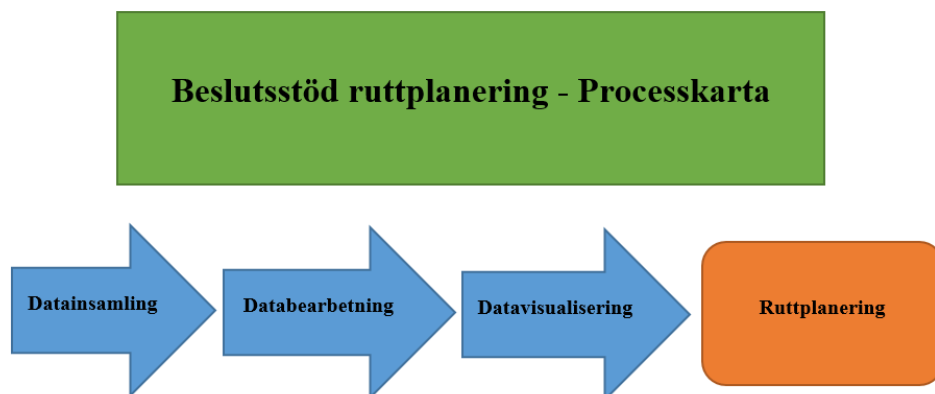 Beslutsstöd ruttplanering - Processkarta
Datainsamling
Databearbetning
Datavisualisering
Ruttplanering